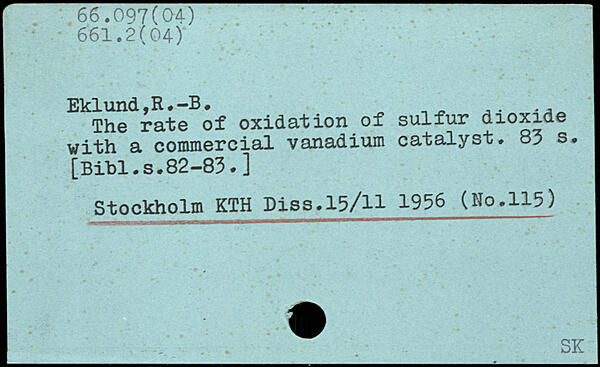 66.097(04)
661.2(04)
Eklund,R.-B.
The rate of oxidation of sulfur dioxide
with a commercial vanadium catalyst. 83 s.
[Bibl.s.82-83.]
Stockholm KTH Diss.15/11 1956 (No.115)
SK